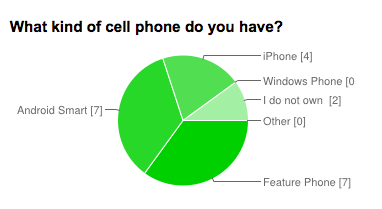 What kind of cell phone do you have?
iPhone [4]
Windows Phone [0
I do not own [2]
Android Smart [7]
Other [0]
Feature Phone [7]